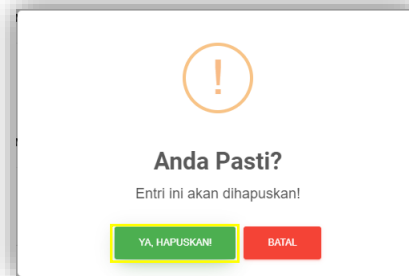 !
Anda Pasti?
Entri ini akan dihapuskan!
YA, HAPUSKAN! BATAL